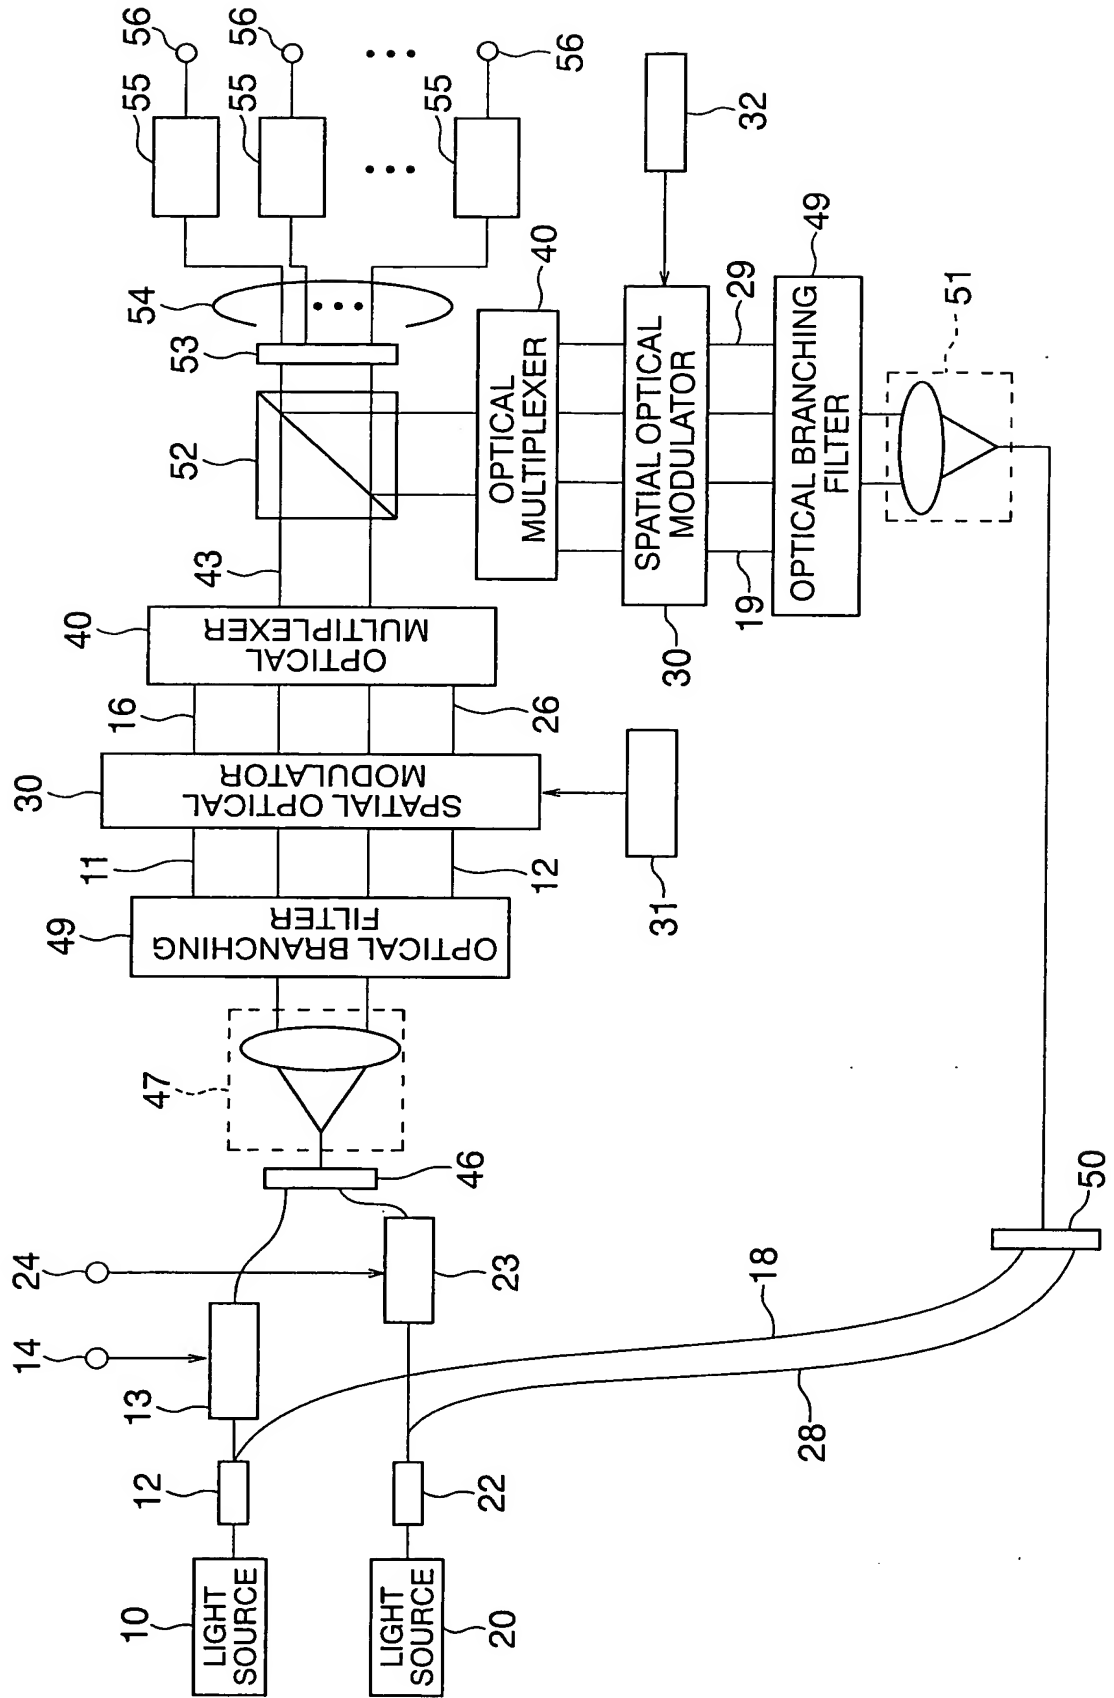 14
24
30
49
11
40
10
12
13
47
16
43
52
53
54
55
56
55
56
LIGHT
SOURCE
OPTICAL BRANCHING
FILTER
SPATIAL OPTICAL
MODULATOR
OPTICAL
MULTIPLEXER
55
56
LIGHT
SOURCE
20
22
23
46
12
26
OPTICAL
MULTIPLEXER
40
31
30
SPATIAL OPTICAL
MODULATOR
32
19
29
18
28
OPTICAL BRANCHING
FILTER
49
51
50